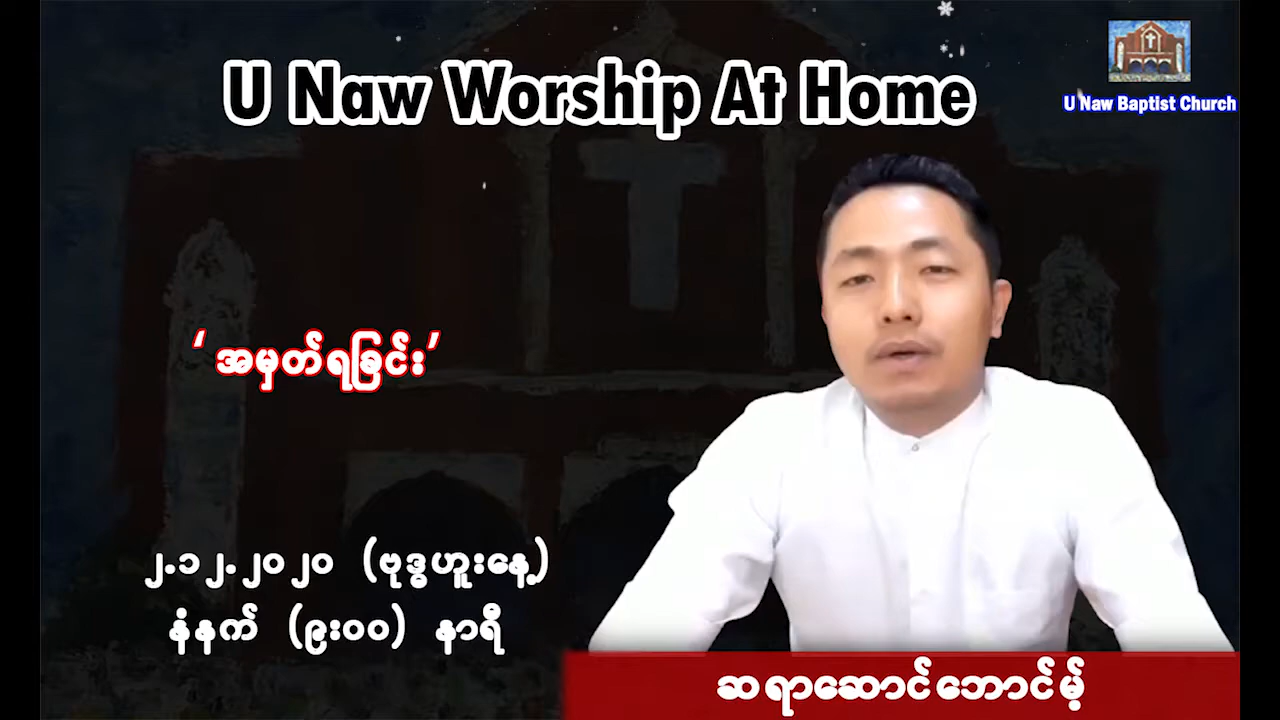 U Naw Worship At Home
U Naw Baptist Church
‘ အမှတ်ရခြင်း’
၂.၁၂.၂၀၂၀ (ဗုဒ္ဓဟူးနေ့)
နံနက် (၉း၀၀) နာရီ
ဆရာဆောင်ဘောင်မ့်